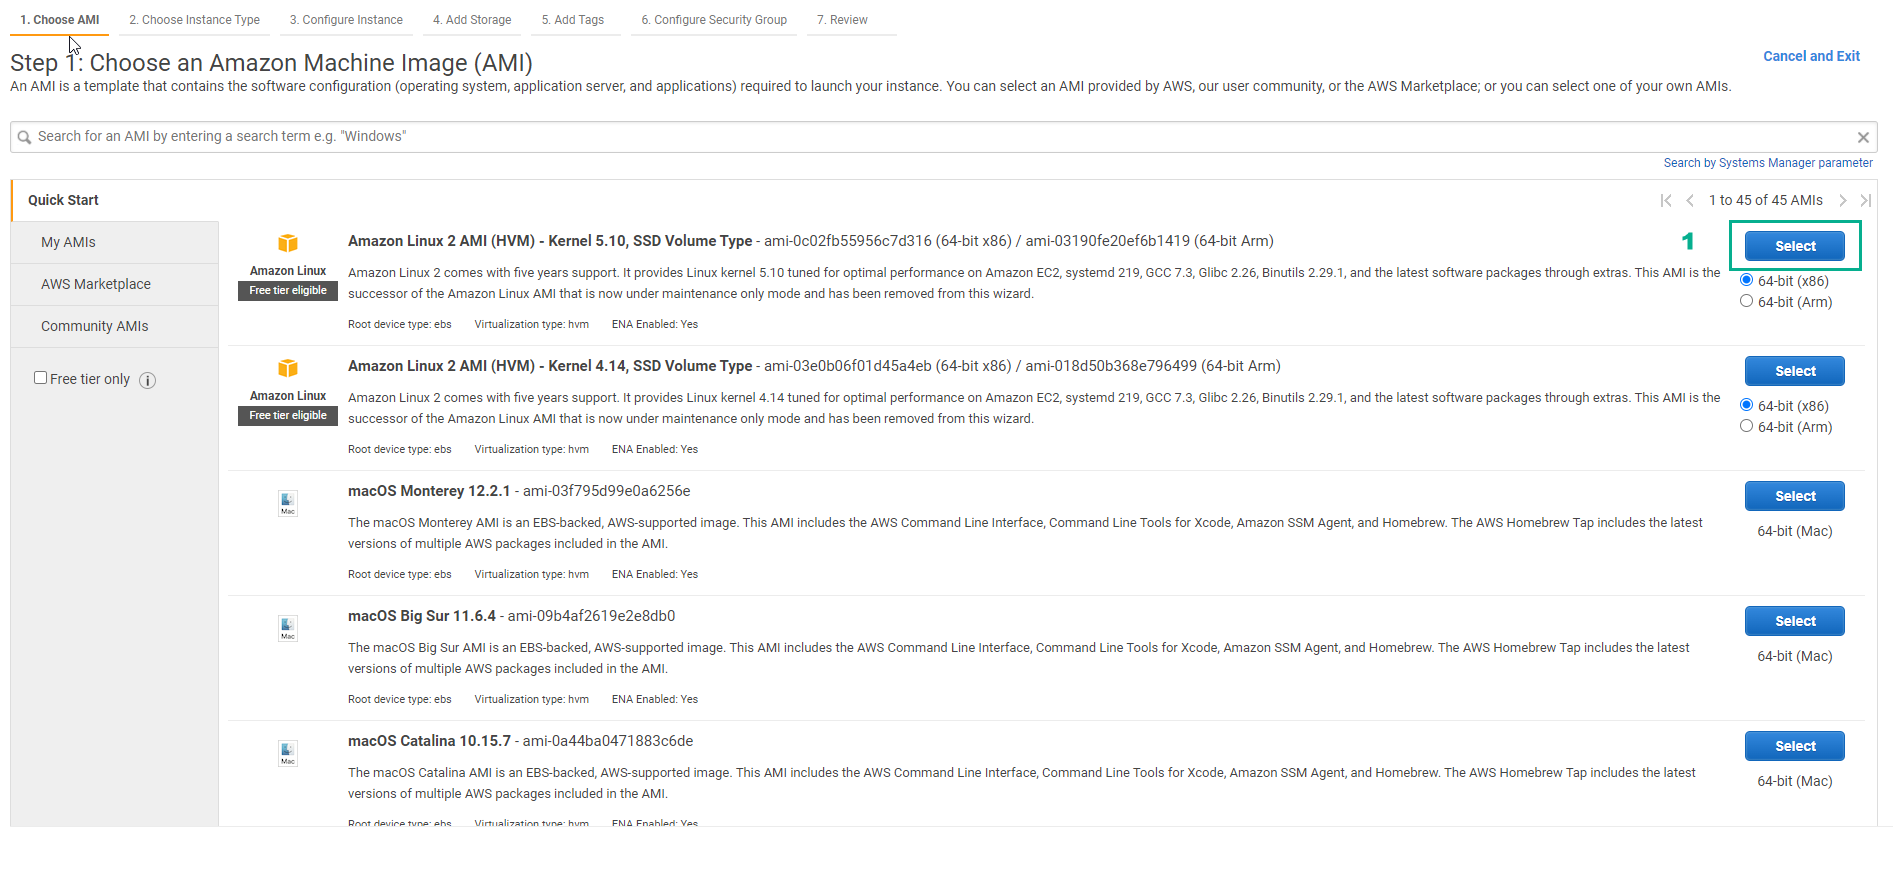 1. Choose AMI 2. Choose Instance Type 3. Configure Instance 4. Add Storage 5. Add Tags 6. Configure Security Group 7. Review
Step 1: Choose an Amazon Machine Image (AMI)
Cancel and Exit
An AMI is a template that contains the software configuration (operating system, application server, and applications) required to launch your instance. You can select an AMI provided by AWS, our user community, or the AWS Marketplace; or you can select one of your own AMIs.
Search for an AMI by entering a search term e.g. "Windows"
Search by Systems Manager parameter
Quick Start
1 to 45 of 45 AMIs
My AMIs
AWS Marketplace
Community AMIs
Free tier only
Amazon Linux
Free tier eligible
Amazon Linux 2 AMI (HVM) - Kernel 5.10, SSD Volume Type - ami-0c02fb55956c7d316 (64-bit x86) / ami-03190fe20ef6b1419 (64-bit Arm)
Amazon Linux 2 comes with five years support. It provides Linux kernel 5.10 tuned for optimal performance on Amazon EC2, systemd 219, GCC 7.3, Glibc 2.26, Binutils 2.29.1, and the latest software packages through extras. This AMI is the
successor of the Amazon Linux AMI that is now under maintenance only mode and has been removed from this wizard.
Root device type: ebs Virtualization type: hvm ENA Enabled: Yes
1
Select
64-bit (x86)
64-bit (Arm)
Amazon Linux
Free tier eligible
Amazon Linux 2 AMI (HVM) - Kernel 4.14, SSD Volume Type - ami-03e0b06f01d45a4eb (64-bit x86) / ami-018d50b368e796499 (64-bit Arm)
Amazon Linux 2 comes with five years support. It provides Linux kernel 4.14 tuned for optimal performance on Amazon EC2, systemd 219, GCC 7.3, Glibc 2.26, Binutils 2.29.1, and the latest software packages through extras. This AMI is the
successor of the Amazon Linux AMI that is now under maintenance only mode and has been removed from this wizard.
Root device type: ebs Virtualization type: hvm ENA Enabled: Yes
Select
64-bit (x86)
64-bit (Arm)
Mac
macOS Monterey 12.2.1 - ami-03f795d99e0a6256e
The macOS Monterey AMI is an EBS-backed, AWS-supported image. This AMI includes the AWS Command Line Interface, Command Line Tools for Xcode, Amazon SSM Agent, and Homebrew. The AWS Homebrew Tap includes the latest
versions of multiple AWS packages included in the AMI.
Root device type: ebs Virtualization type: hvm ENA Enabled: Yes
Select
64-bit (Mac)
Mac
macOS Big Sur 11.6.4 - ami-09b4af2619e2e8db0
The macOS Big Sur AMI is an EBS-backed, AWS-supported image. This AMI includes the AWS Command Line Interface, Command Line Tools for Xcode, Amazon SSM Agent, and Homebrew. The AWS Homebrew Tap includes the latest
versions of multiple AWS packages included in the AMI.
Root device type: ebs Virtualization type: hvm ENA Enabled: Yes
Select
64-bit (Mac)
Mac
macOS Catalina 10.15.7 - ami-0a44ba0471883c6de
The macOS Catalina AMI is an EBS-backed, AWS-supported image. This AMI includes the AWS Command Line Interface, Command Line Tools for Xcode, Amazon SSM Agent, and Homebrew. The AWS Homebrew Tap includes the latest
versions of multiple AWS packages included in the AMI.
Root device type: ebs Virtualization type: hvm ENA Enabled: Yes
Select
64-bit (Mac)